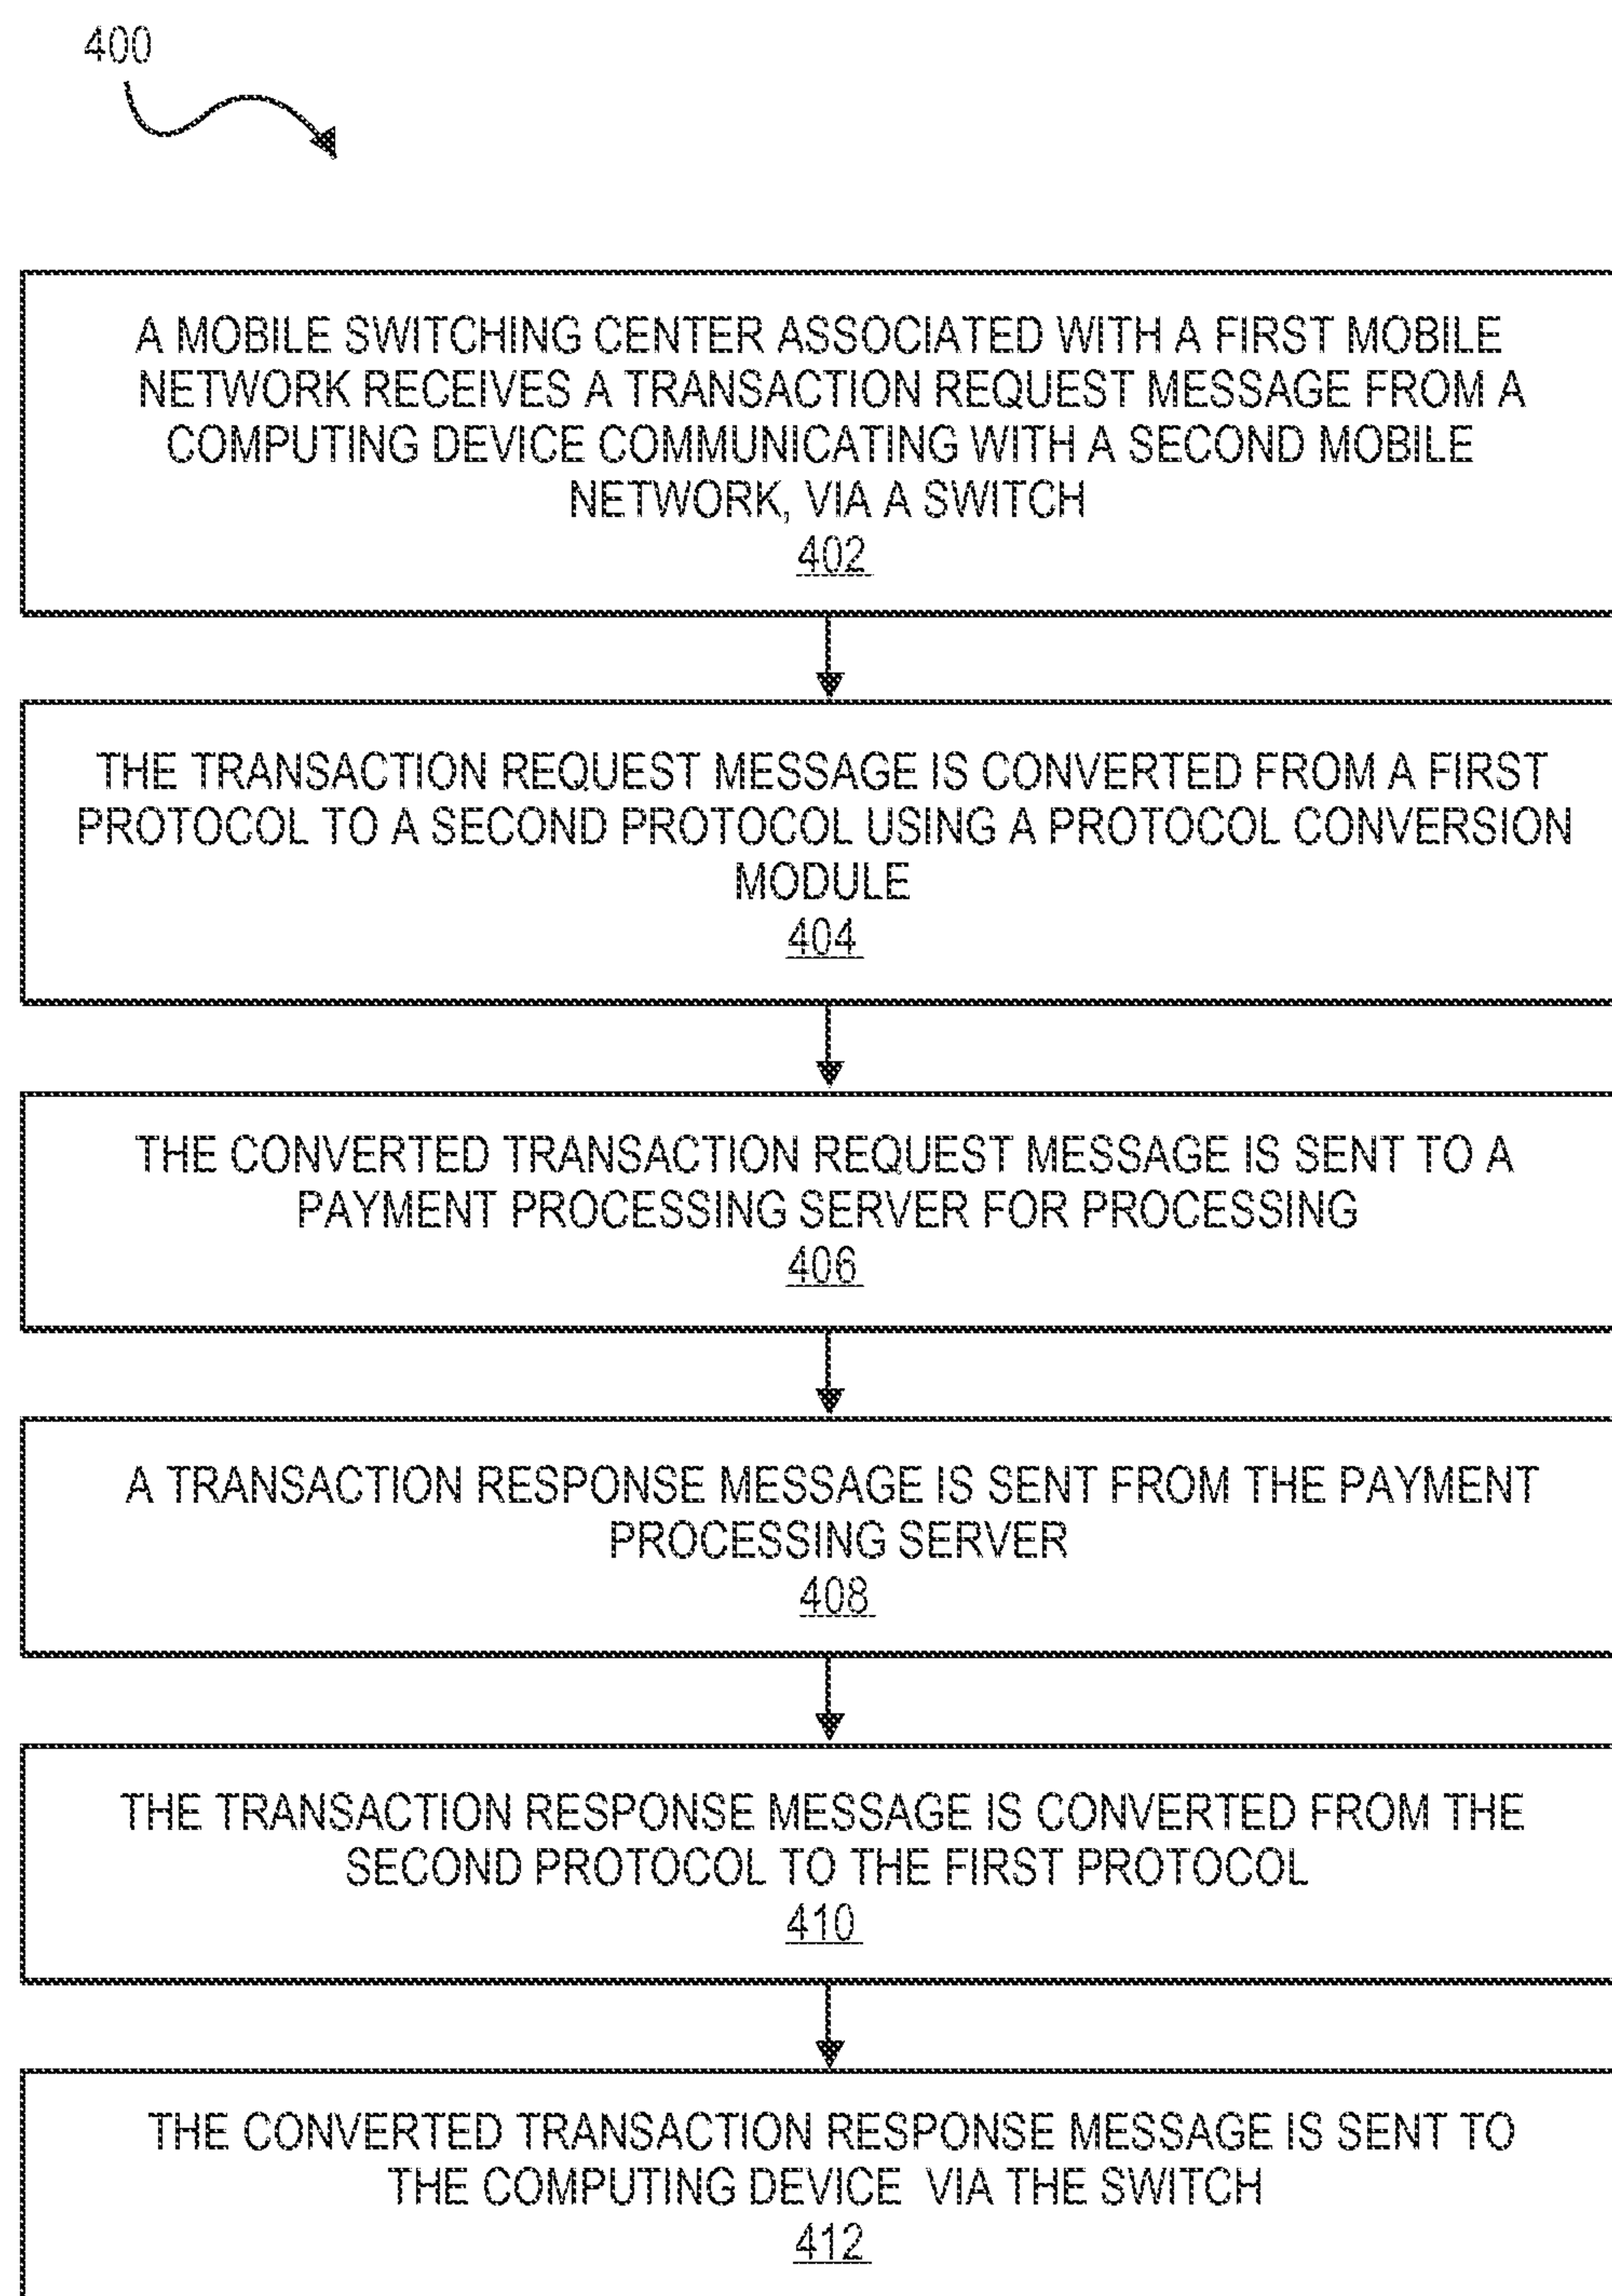 400
A MOBILE SWITCHING CENTER ASSOCIATED WITH A FIRST MOBILE
NETWORK RECEIVES A TRANSACTION REQUEST MESSAGE FROM A
COMPUTING DEVICE COMMUNICATING WITH A SECOND MOBILE
NETWORK, VIA A SWITCH
402
THE TRANSACTION REQUEST MESSAGE IS CONVERTED FROM A FIRST
PROTOCOL TO A SECOND PROTOCOL USING A PROTOCOL CONVERSION
MODULE
404
THE CONVERTED TRANSACTION REQUEST MESSAGE IS SENT TO A
PAYMENT PROCESSING SERVER FOR PROCESSING
406
A TRANSACTION RESPONSE MESSAGE IS SENT FROM THE PAYMENT
PROCESSING SERVER
408
THE TRANSACTION RESPONSE MESSAGE IS CONVERTED FROM THE
SECOND PROTOCOL TO THE FIRST PROTOCOL
410
THE CONVERTED TRANSACTION RESPONSE MESSAGE IS SENT TO
THE COMPUTING DEVICE VIA THE SWITCH
412